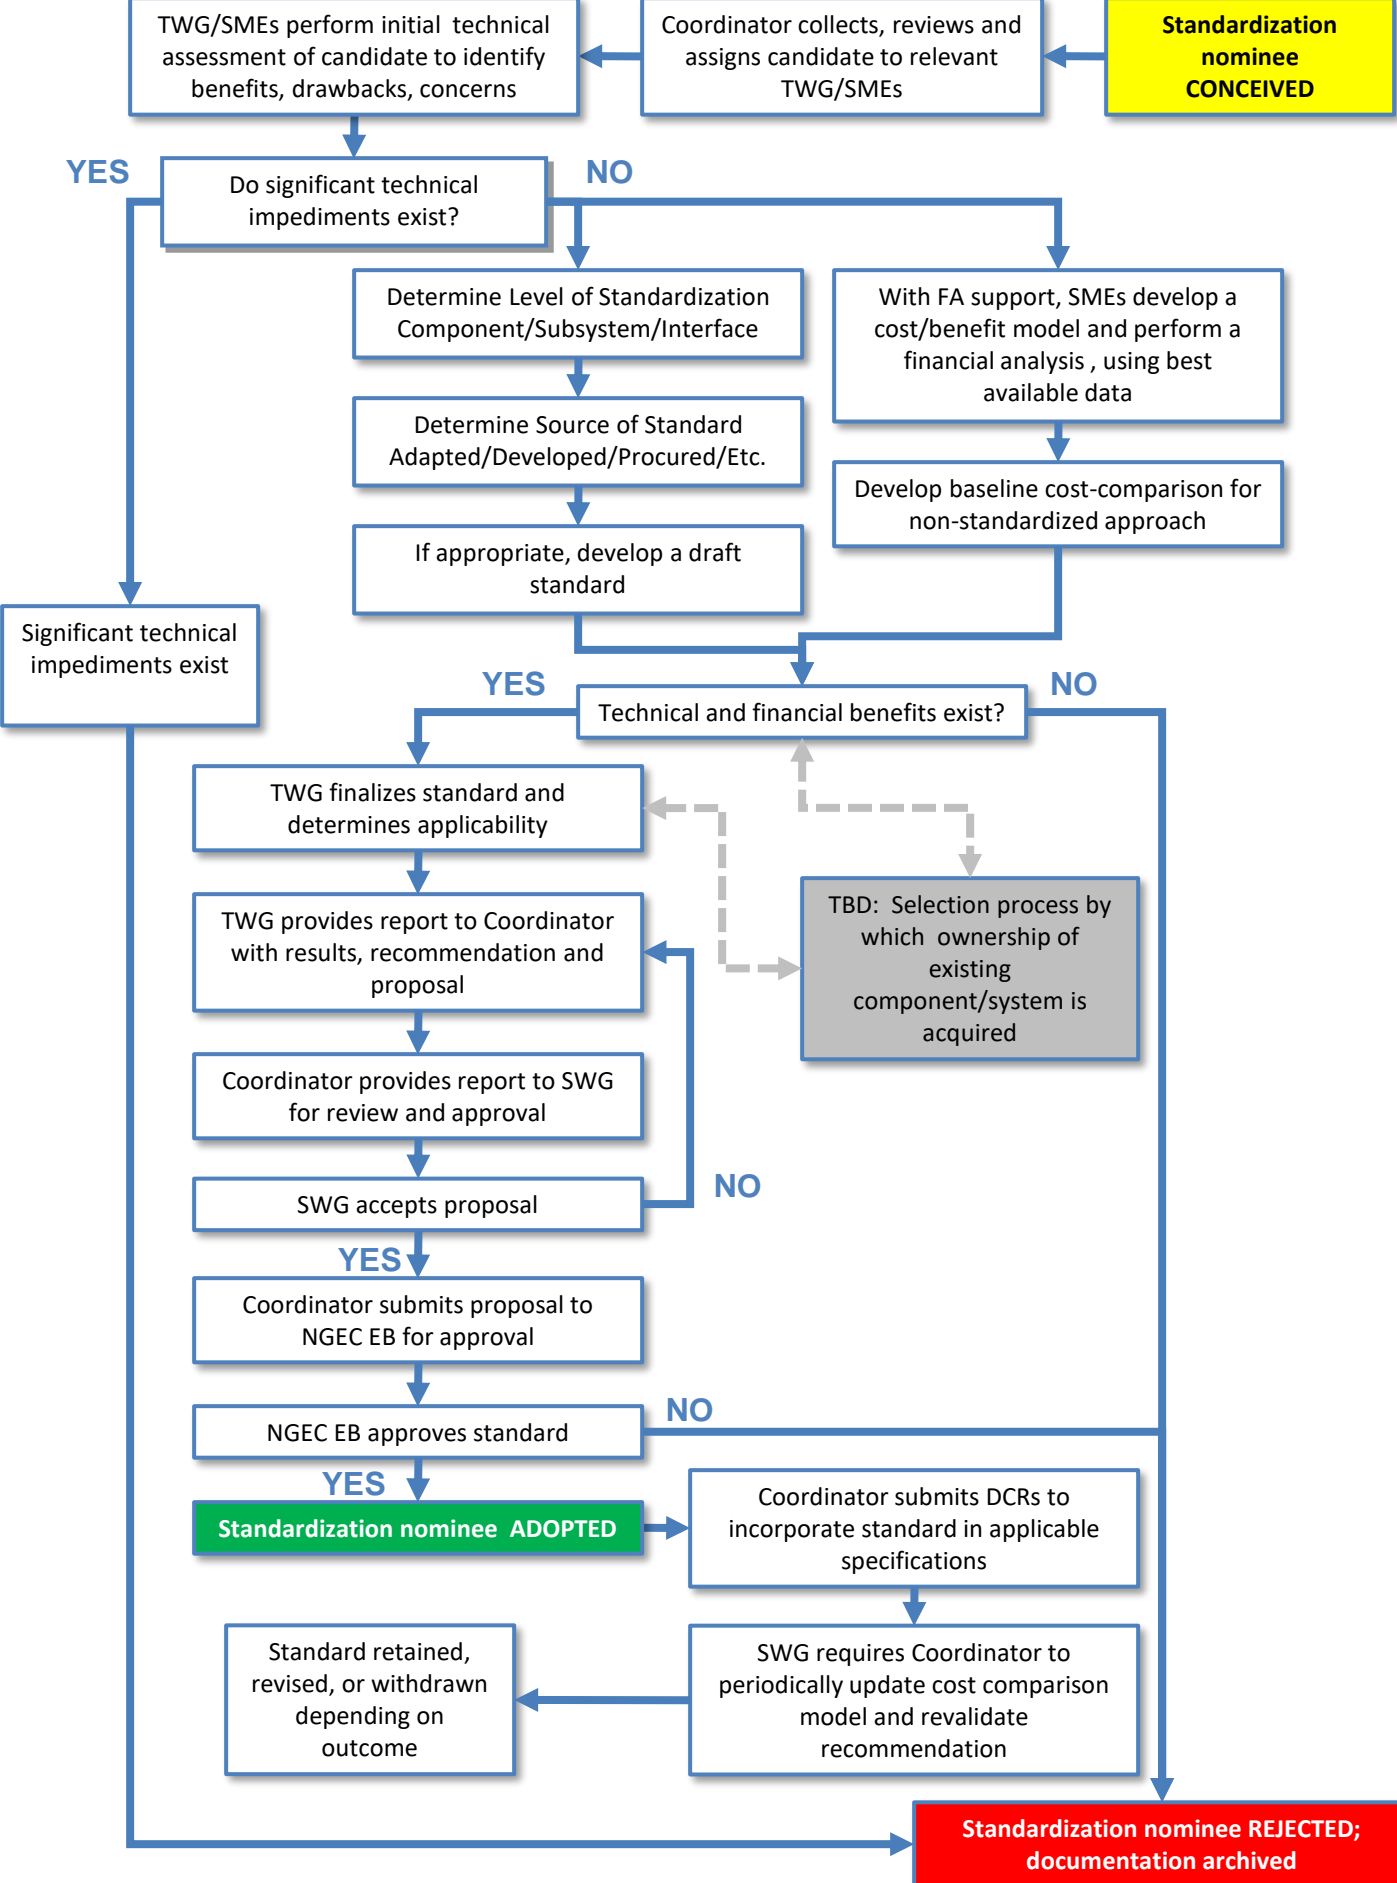 TWG/SMEs perform initial technical
assessment of candidate to identify
benefits, drawbacks, concerns
Coordinator collects, reviews and
assigns candidate to relevant
TWG/SMEs
Standardization
nominee
CONCEIVED
YES
Do significant technical
impediments exist?
NO
Determine Level of Standardization
Component/Subsystem/Interface
With FA support, SMEs develop a
cost/benefit model and perform a
financial analysis , using best
available data
Determine Source of Standard
Adapted/Developed/Procured/Etc.
Develop baseline cost-comparison for
non-standardized approach
If appropriate, develop a draft
standard
Significant technical
impediments exist
YES
Technical and financial benefits exist?
NO
TWG finalizes standard and
determines applicability
TWG provides report to Coordinator
with results, recommendation and
proposal
TBD: Selection process by
which ownership of
existing
component/system is
acquired
Coordinator provides report to SWG
for review and approval
SWG accepts proposal
NO
YES
Coordinator submits proposal to
NGEC EB for approval
NGEC EB approves standard
NO
YES
Standardization nominee ADOPTED
Coordinator submits DCRs to
incorporate standard in applicable
specifications
SWG requires Coordinator to
periodically update cost comparison
model and revalidate
recommendation
Standard retained,
revised, or withdrawn
depending on
outcome
Standardization nominee REJECTED;
documentation archived